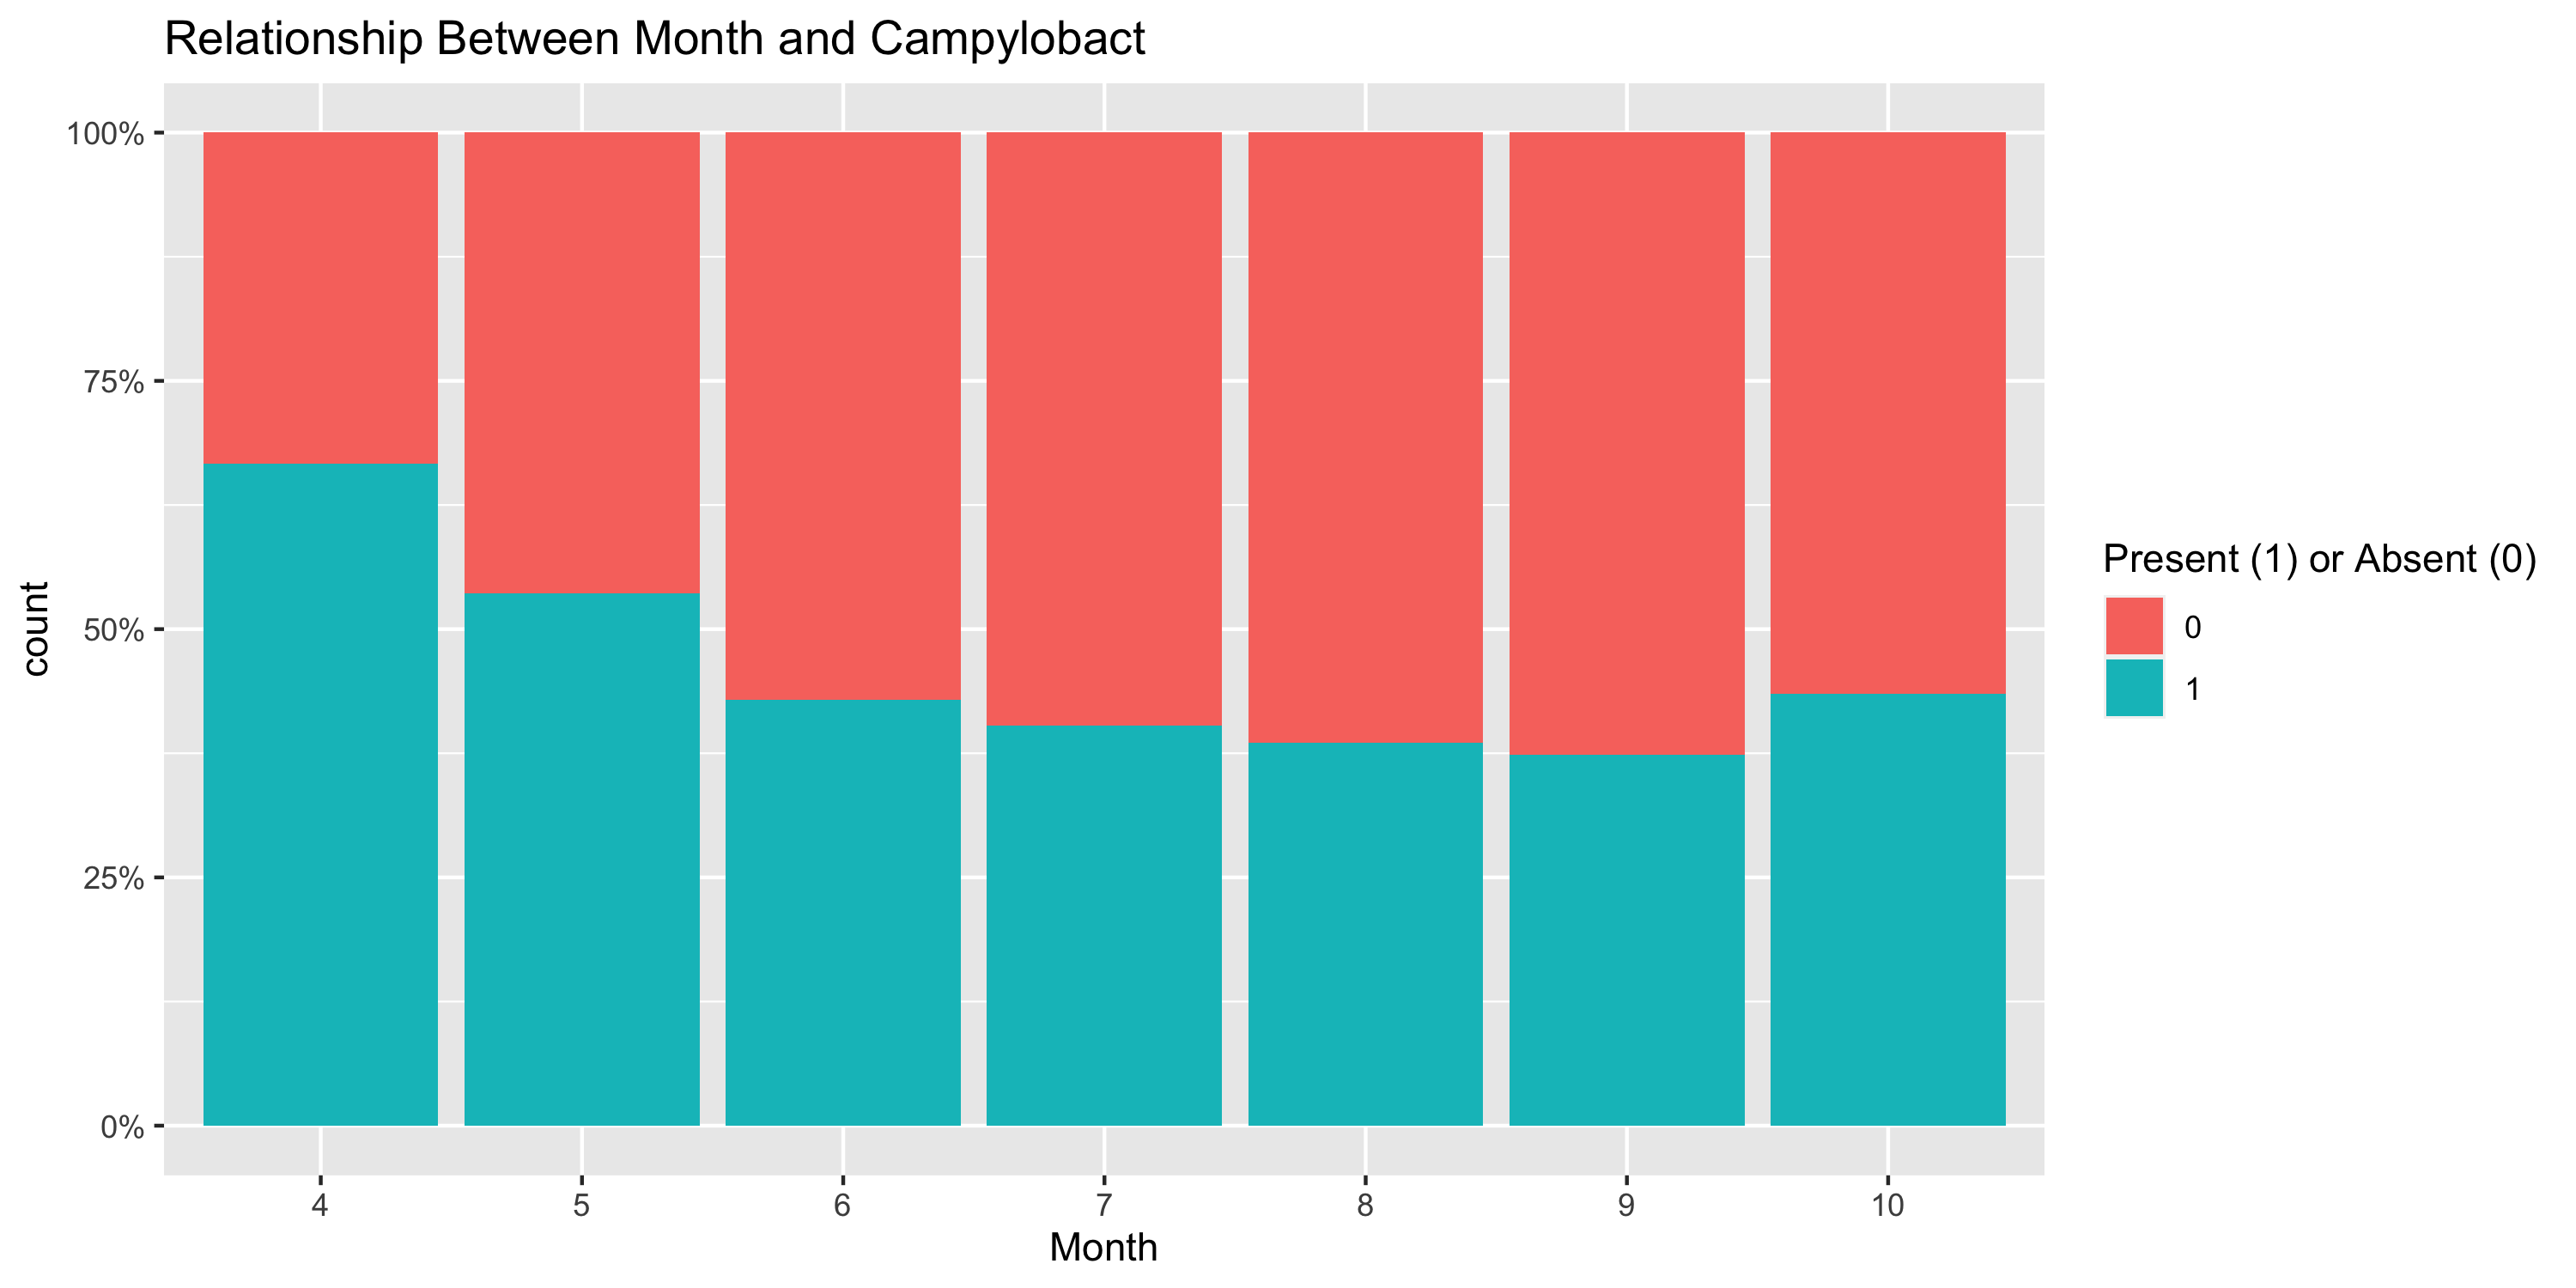 Relationship Between Month and Campylobact
100%
75%
50%
25%
0%
count
4 5 6 7 8 9 10
Month
Present (1) or Absent (0)
0
1